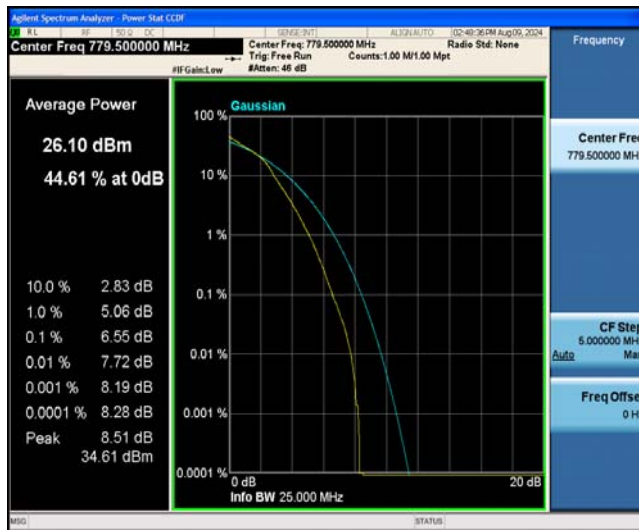 Agilent Spectrum Analyzer - Power Stat CCDF
RL RF 50 Ω DC SENSE:INT ALIGN AUTO 02:48:36 PM Aug 09, 2024
Center Freq 779.500000 MHz
Center Freq: 779.500000 MHz Radio Std: None
Trig: Free Run Counts:1.00 M/1.00 Mpt
#IFGain:Low #Atten: 46 dB
Frequency
Average Power
26.10 dBm
44.61 % at 0dB
10.0 % 2.83 dB
1.0 % 5.06 dB
0.1 % 6.55 dB
0.01 % 7.72 dB
0.001 % 8.19 dB
0.0001 % 8.28 dB
Peak 8.51 dB
34.61 dBm
Gaussian
100 %
10 %
1 %
0.1 %
0.01 %
0.001 %
0.0001 %
0 dB 20 dB
Info BW 25.000 MHz
Center Freq
779.500000 MH
CF Step
5.000000 MH
Auto Ma
Freq Offse
0 H
MSG STATUS